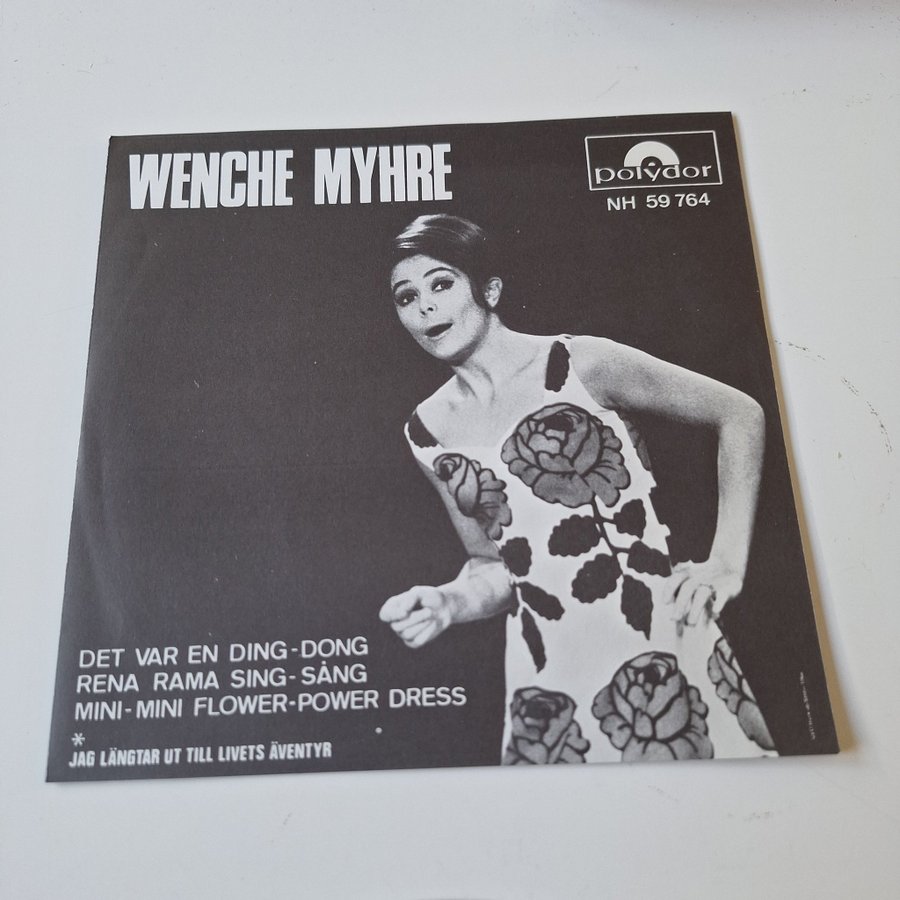 WENCHE MYHRE
polydor
NH 59 764
DET VAR EN DING-DONG
RENA RAMA SING-SÅNG
MINI-MINI FLOWER-POWER DRESS
*
JAG LÄNGTAR UT TILL LIVETS ÄVENTYR